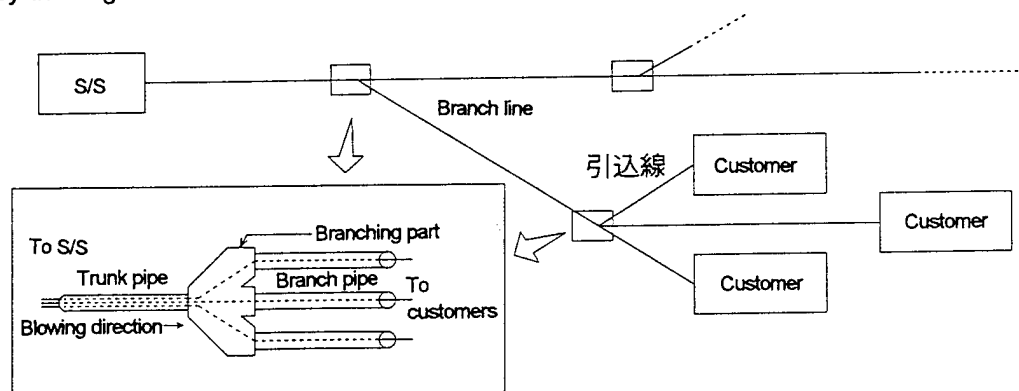 S/S
Branch line
引込線
Customer
Customer
Customer
To S/S
Branching part
Trunk pipe
Branch pipe
To
customers
Blowing direction